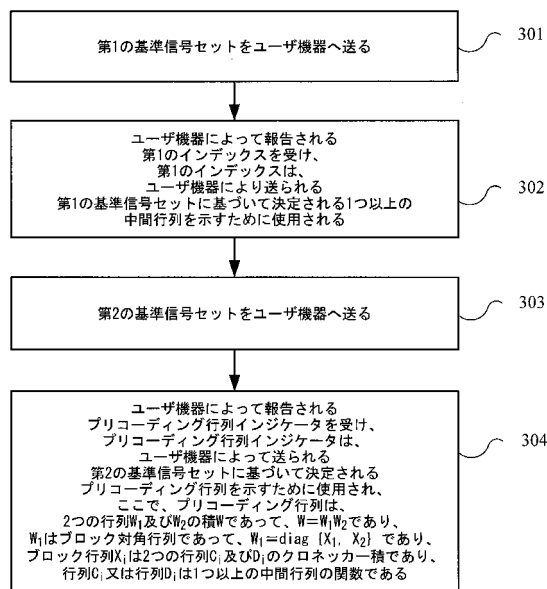 第1の基準信号セットをユーザ機器へ送る
301
ユーザ機器によって報告される
第1のインデックスを受け、
第1のインデックスは、
ユーザ機器により送られる
第1の基準信号セットに基づいて決定される1つ以上の
中間行列を示すために使用される
302
第2の基準信号セットをユーザ機器へ送る
303
ユーザ機器によって報告される
プリコーディング行列インジケータを受け、
プリコーディング行列インジケータは、
ユーザ機器によって送られる
第2の基準信号セットに基づいて決定される
プリコーディング行列を示すために使用され、
ここで、プリコーディング行列は、
2つの行列W₁及びW₂の積Wであって、W=W₁W₂であり、
W₁はブロック対角行列であって、W₁=diag {X₁, X₂} であり、
ブロック行列Xᵢは2つの行列Cᵢ及びDᵢのクロネッカー積であり、
行列Cᵢ又は行列Dᵢは1つ以上の中間行列の関数である
304